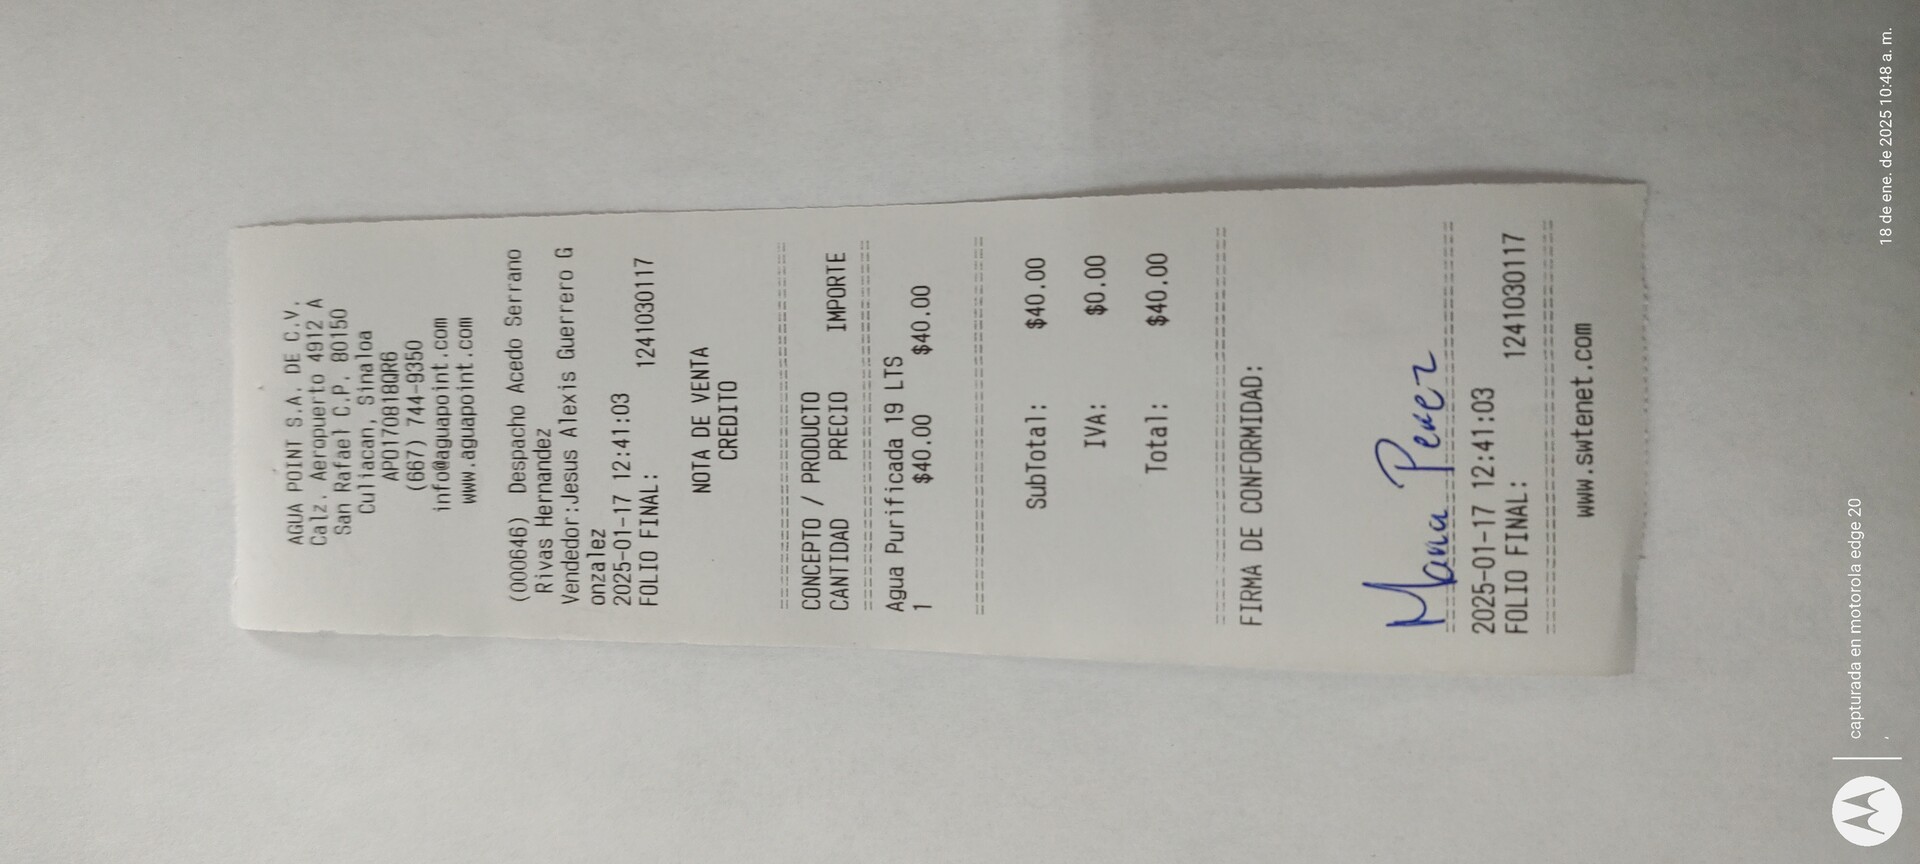 AGUA POINT S.A. DE C.V.
Calz. Aeropuerto 4912 A
San Rafael C.P. 80150
Culiacan, Sinaloa
APO170818QR6
(667) 744-9350
info@aguapoint.com
www.aguapoint.com
(000646) Despacho Acedo Serrano
Rivas Hernandez
Vendedor:Jesus Alexis Guerrero G
onzalez
2025-01-17 12:41:03
FOLIO FINAL: 1241030117
NOTA DE VENTA
CREDITO
================================
CONCEPTO / PRODUCTO
CANTIDAD PRECIO IMPORTE
================================
Agua Purificada 19 LTS
1 $40.00 $40.00
================================
SubTotal: $40.00
IVA: $0.00
Total: $40.00
================================
FIRMA DE CONFORMIDAD:
Maria Perez
================================
2025-01-17 12:41:03
FOLIO FINAL: 1241030117
================================
www.swtenet.com
capturada en motorola edge 20
18 de ene. de 2025 10:48 a. m.